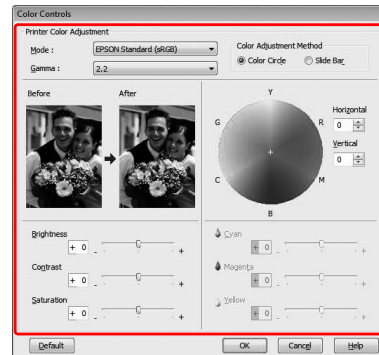 Color Controls
Printer Color Adjustment
Mode :
EPSON Standard (sRGB)
Gamma :
2.2
Color Adjustment Method
Color Circle
Slide Bar
Before
After
Y
G
R
C
M
B
Horizontal
0
Vertical
0
Brightness
+ 0
- +
Contrast
+ 0
- +
Saturation
+ 0
- +
Cyan
+ 0
- +
Magenta
+ 0
- +
Yellow
+ 0
- +
Default
OK
Cancel
Help